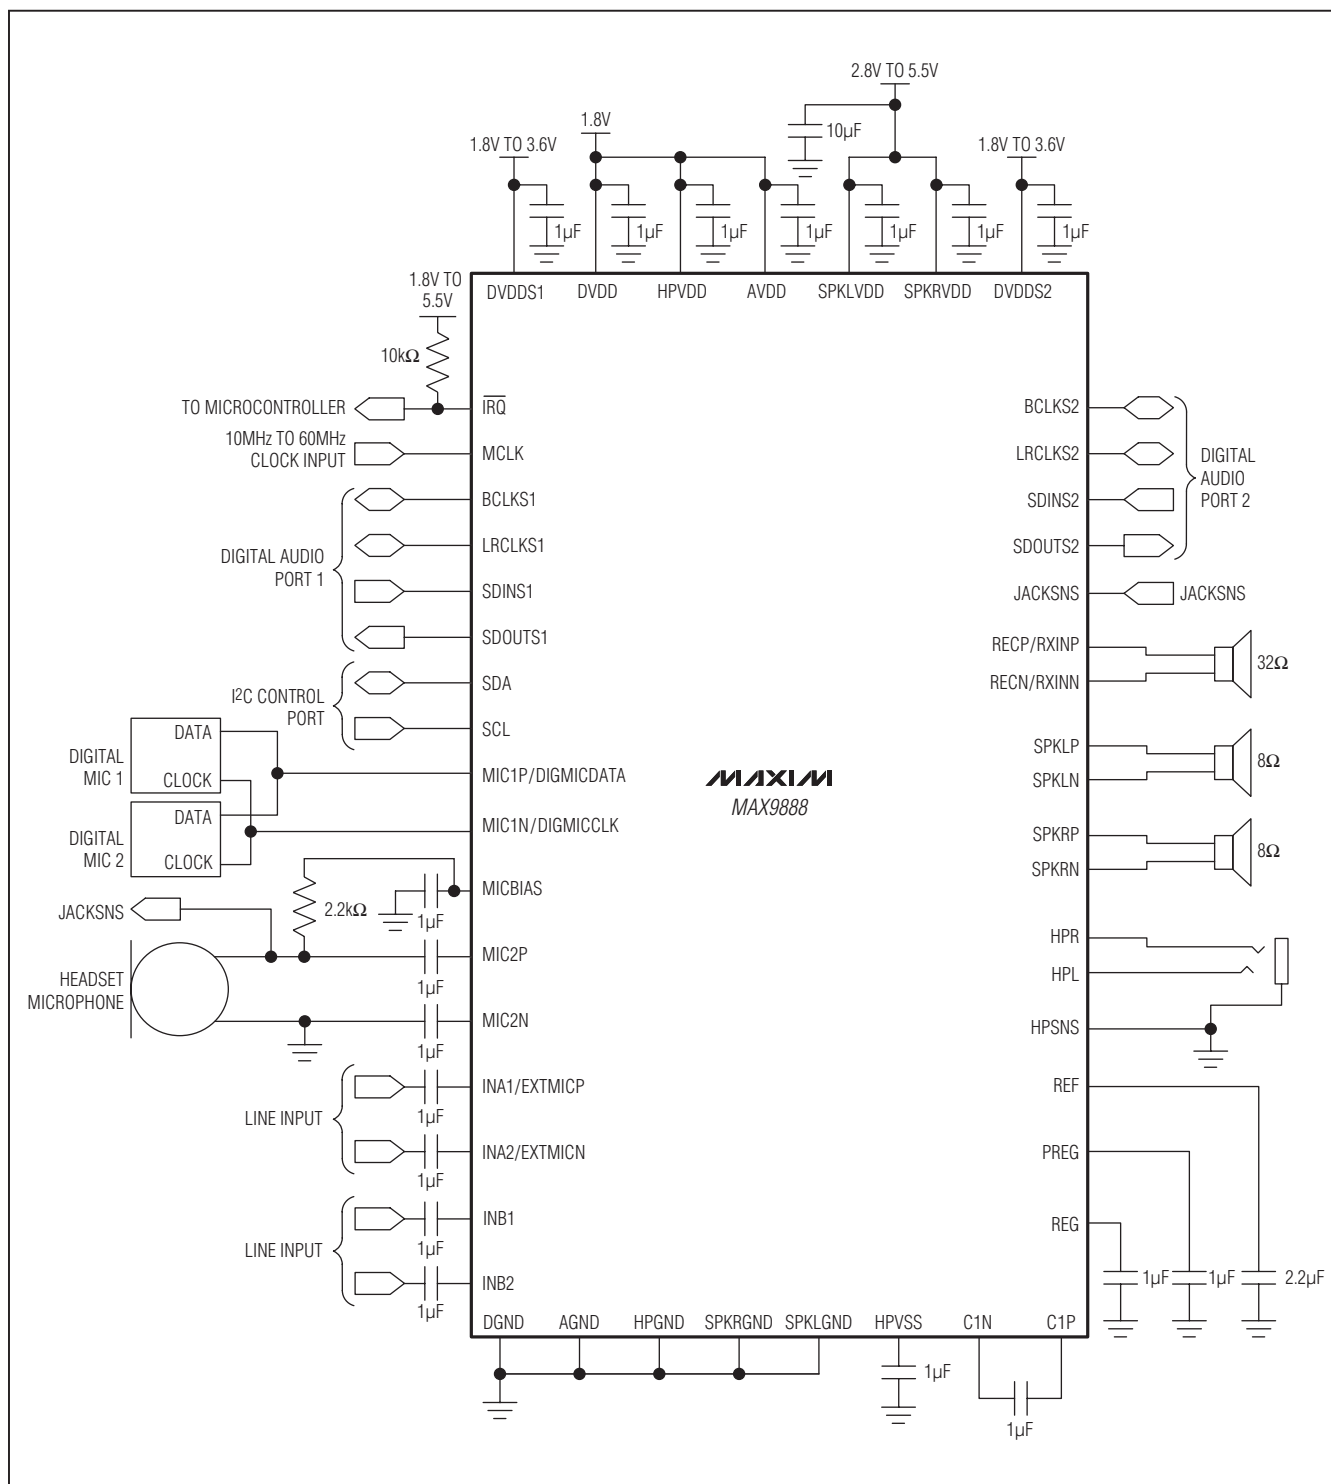 2.8V TO 5.5V
10µF
1.8V TO 3.6V
1.8V
1.8V TO 3.6V
1µF
1µF
1µF
1µF
1µF
1µF
1µF
1.8V TO
5.5V
10kΩ
DVDDS1
DVDD
HPVDD
AVDD
SPKLVDD
SPKRVDD
DVDDS2
TO MICROCONTROLLER
IRQ
10MHz TO 60MHz
CLOCK INPUT
MCLK
DIGITAL AUDIO
PORT 1
BCLKS1
LRCLKS1
SDINS1
SDOUTS1
I²C CONTROL
PORT
SDA
SCL
DIGITAL
MIC 1
DATA
CLOCK
DIGITAL
MIC 2
DATA
CLOCK
MIC1P/DIGMICDATA
MIC1N/DIGMICCLK
MICBIAS
1µF
2.2kΩ
JACKSNS
HEADSET
MICROPHONE
MIC2P
1µF
MIC2N
1µF
LINE INPUT
INA1/EXTMICP
1µF
INA2/EXTMICN
1µF
LINE INPUT
INB1
1µF
INB2
1µF
MAXIM
MAX9888
BCLKS2
LRCLKS2
SDINS2
SDOUTS2
DIGITAL
AUDIO
PORT 2
JACKSNS
JACKSNS
RECP/RXINP
RECN/RXINN
32Ω
SPKLP
SPKLN
8Ω
SPKRP
SPKRN
8Ω
HPR
HPL
HPSNS
REF
PREG
REG
1µF
1µF
2.2µF
DGND
AGND
HPGND
SPKRGND
SPKLGND
HPVSS
C1N
C1P
1µF
1µF